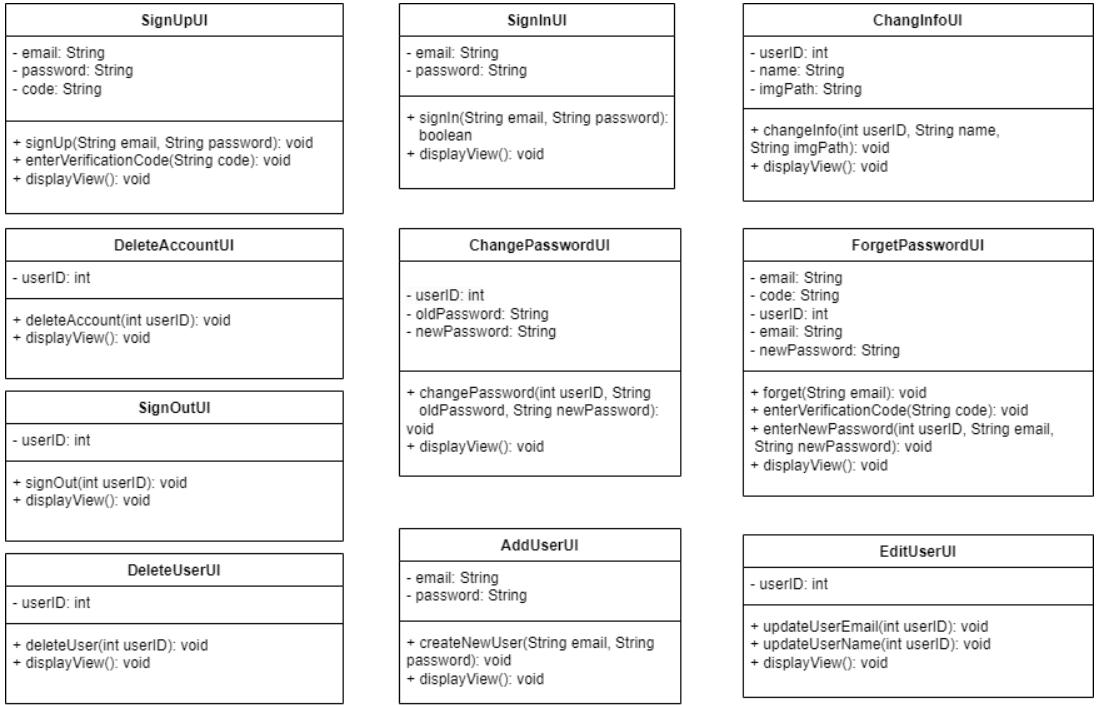 SignUpUI
- email: String
- password: String
- code: String
+ signUp(String email, String password): void
+ enterVerificationCode(String code): void
+ displayView(): void
SignInUI
- email: String
- password: String
+ signIn(String email, String password):
boolean
+ displayView(): void
ChangInfoUI
- userID: int
- name: String
- imgPath: String
+ changeInfo(int userID, String name,
String imgPath): void
+ displayView(): void
DeleteAccountUI
- userID: int
+ deleteAccount(int userID): void
+ displayView(): void
ChangePasswordUI
- userID: int
- oldPassword: String
- newPassword: String
+ changePassword(int userID, String
oldPassword, String newPassword):
void
+ displayView(): void
ForgetPasswordUI
- email: String
- code: String
- userID: int
- email: String
- newPassword: String
+ forget(String email): void
+ enterVerificationCode(String code): void
+ enterNewPassword(int userID, String email,
String newPassword): void
+ displayView(): void
SignOutUI
- userID: int
+ signOut(int userID): void
+ displayView(): void
DeleteUserUI
- userID: int
+ deleteUser(int userID): void
+ displayView(): void
AddUserUI
- email: String
- password: String
+ createNewUser(String email, String
password): void
+ displayView(): void
EditUserUI
- userID: int
+ updateUserEmail(int userID): void
+ updateUserName(int userID): void
+ displayView(): void